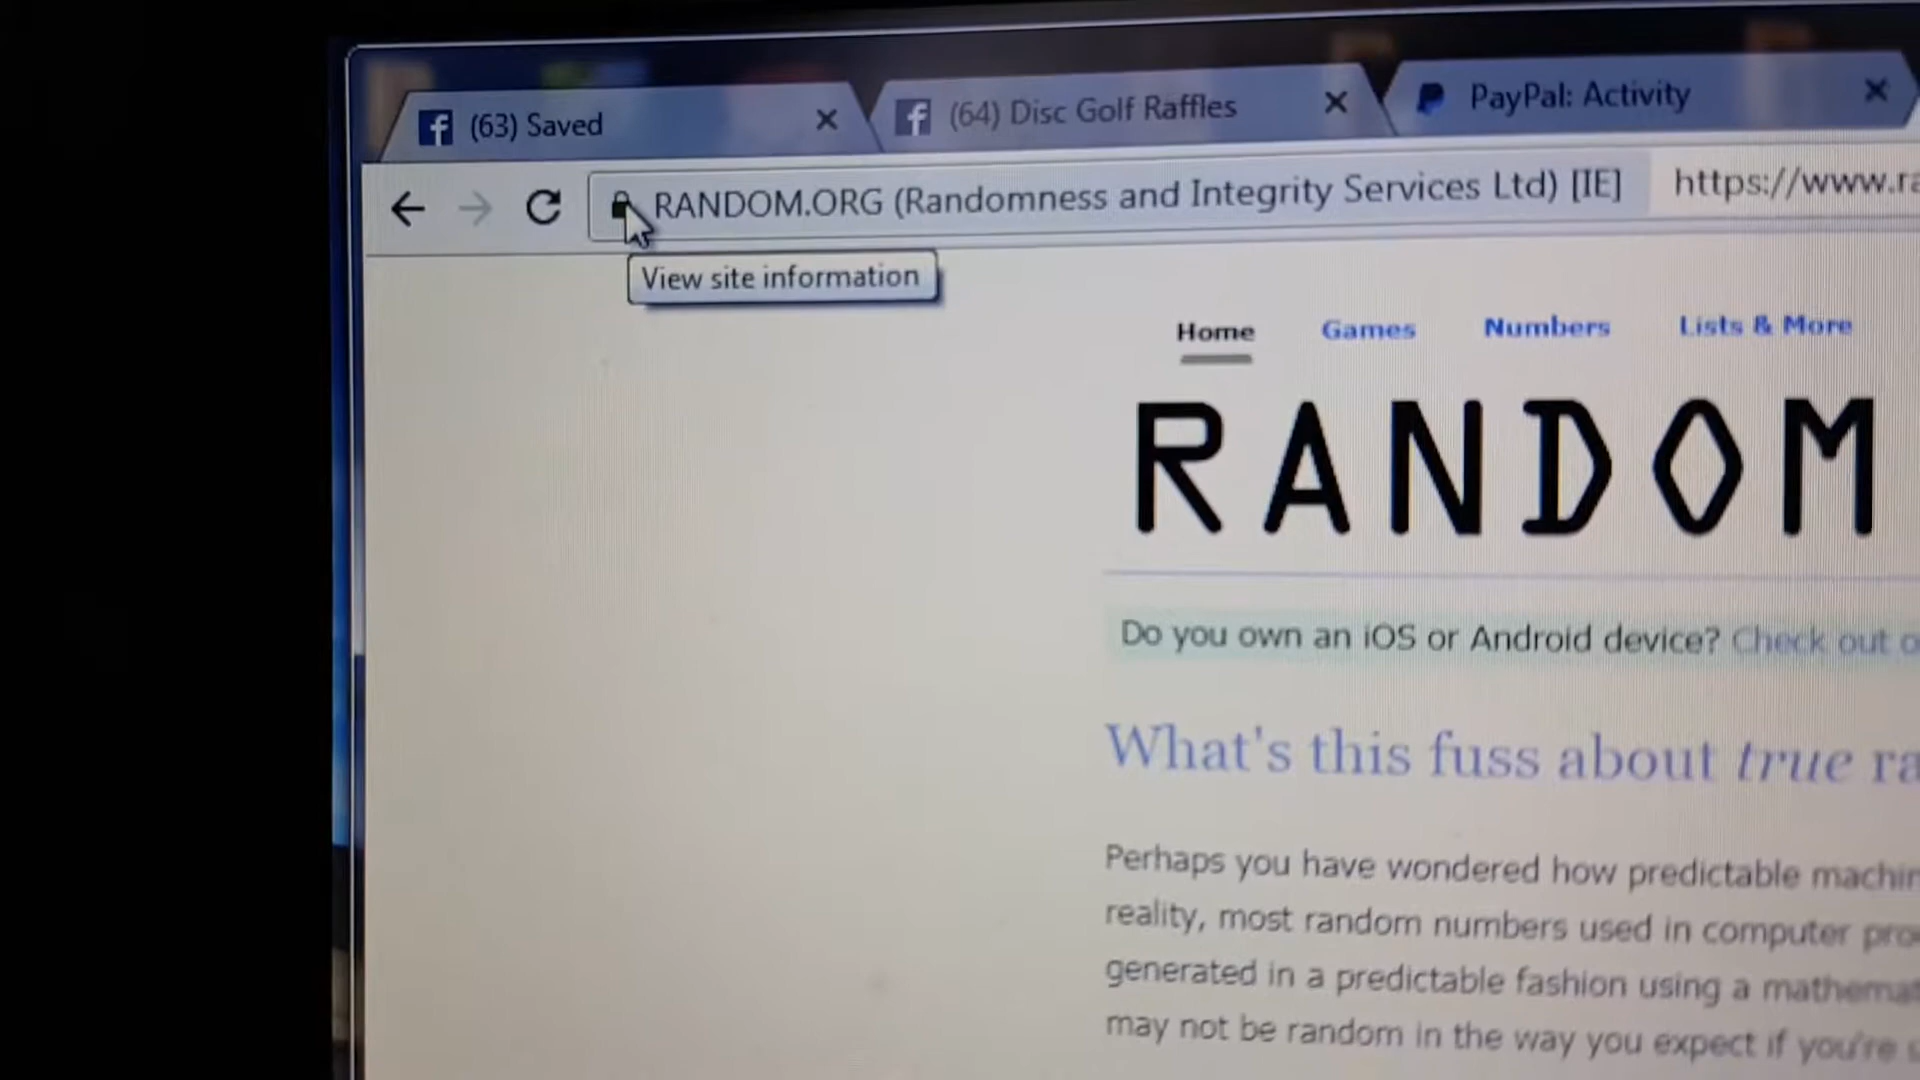 (63) Saved
(64) Disc Golf Raffles
PayPal: Activity
RANDOM.ORG (Randomness and Integrity Services Ltd) [IE] https://www.ra
View site information
Home Games Numbers Lists & More
RANDOM
Do you own an iOS or Android device? Check out o
What's this fuss about true ra
Perhaps you have wondered how predictable machin
reality, most random numbers used in computer pro
generated in a predictable fashion using a mathemat
may not be random in the way you expect if you're